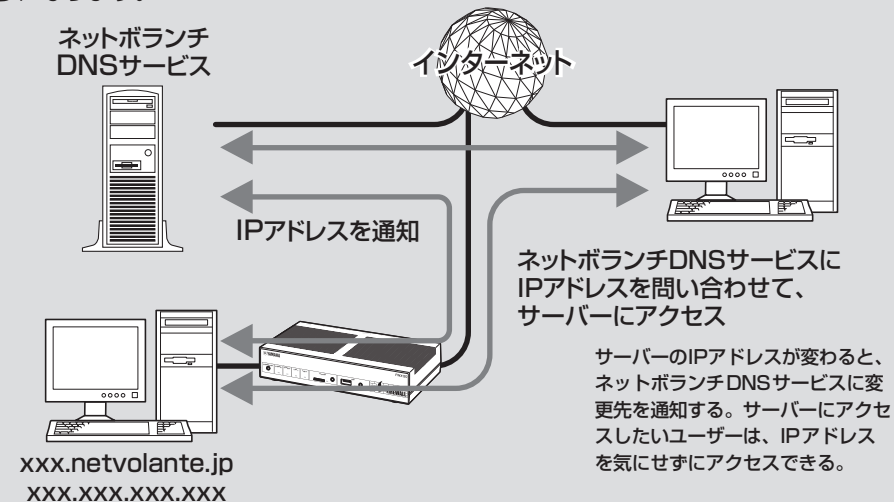 ネットボランチ
DNSサービス
インターネット
IPアドレスを通知
ネットボランチDNSサービスに
IPアドレスを問い合わせて、
サーバーにアクセス
サーバーのIPアドレスが変わると、
ネットボランチDNSサービスに変
更先を通知する。サーバーにアクセ
スしたいユーザーは、IPアドレス
を気にせずにアクセスできる。
xxx.netvolante.jp
xxx.xxx.xxx.xxx